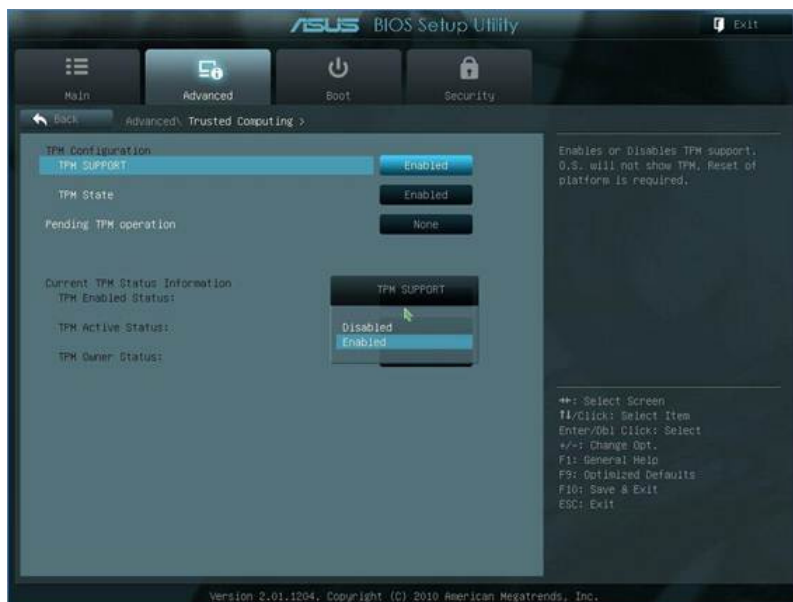 ASUS BIOS Setup Utility
Exit
Main
Advanced
Boot
Security
Back
Advanced\ Trusted Computing >
TPM Configuration
TPM SUPPORT
Enabled
TPM State
Enabled
Pending TPM operation
None
Current TPM Status Information
TPM Enabled Status:
TPM Active Status:
TPM Owner Status:
TPM SUPPORT
Disabled
Enabled
Enables or Disables TPM support.
O.S. will not show TPM. Reset of
platform is required.
→←: Select Screen
↑↓/Click: Select Item
Enter/Dbl Click: Select
+/-: Change Opt.
F1: General Help
F9: Optimized Defaults
F10: Save & Exit
ESC: Exit
Version 2.01.1204. Copyright (C) 2010 American Megatrends, Inc.